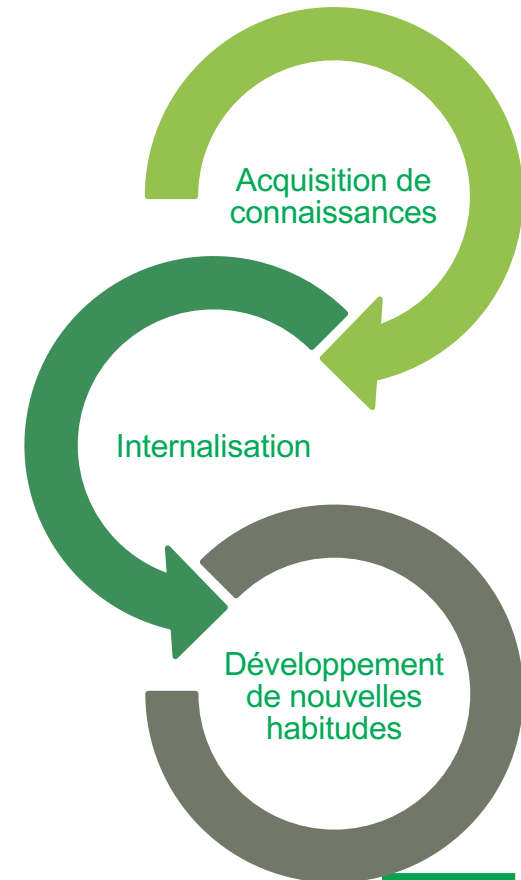 Acquisition de
connaissances
Internalisation
Développement
de nouvelles
habitudes